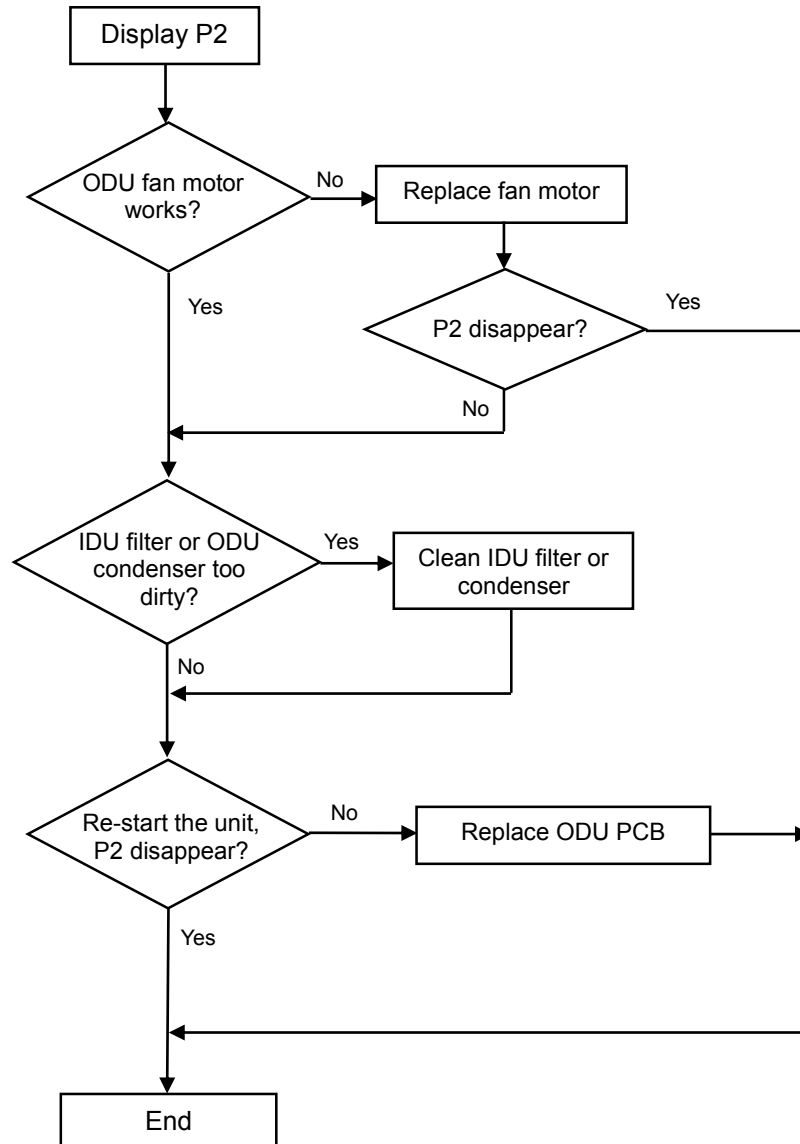 Display P2
ODU fan motor
works?
No
Replace fan motor
Yes
P2 disappear?
Yes
No
IDU filter or ODU
condenser too
dirty?
Yes
Clean IDU filter or
condenser
No
Re-start the unit,
P2 disappear?
No
Replace ODU PCB
Yes
End